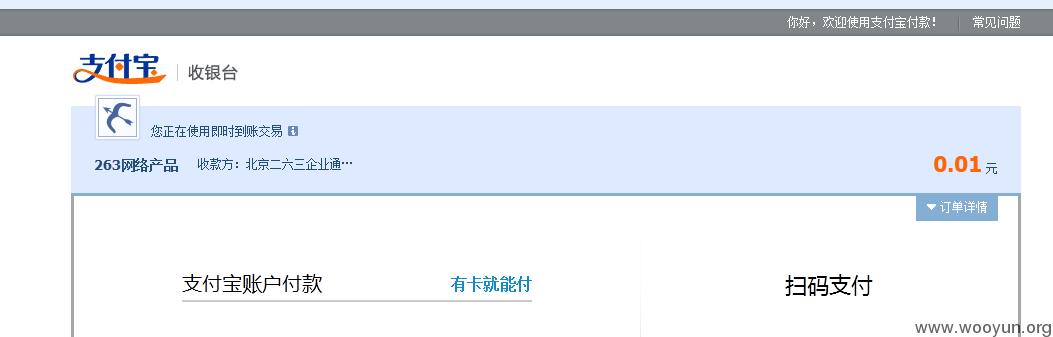 你好，欢迎使用支付宝付款！ 常见问题
支付宝 收银台
您正在使用即时到账交易
263网络产品 收款方：北京二六三企业通…
0.01 元
订单详情
支付宝账户付款 有卡就能付 扫码支付
www.wooyun.org